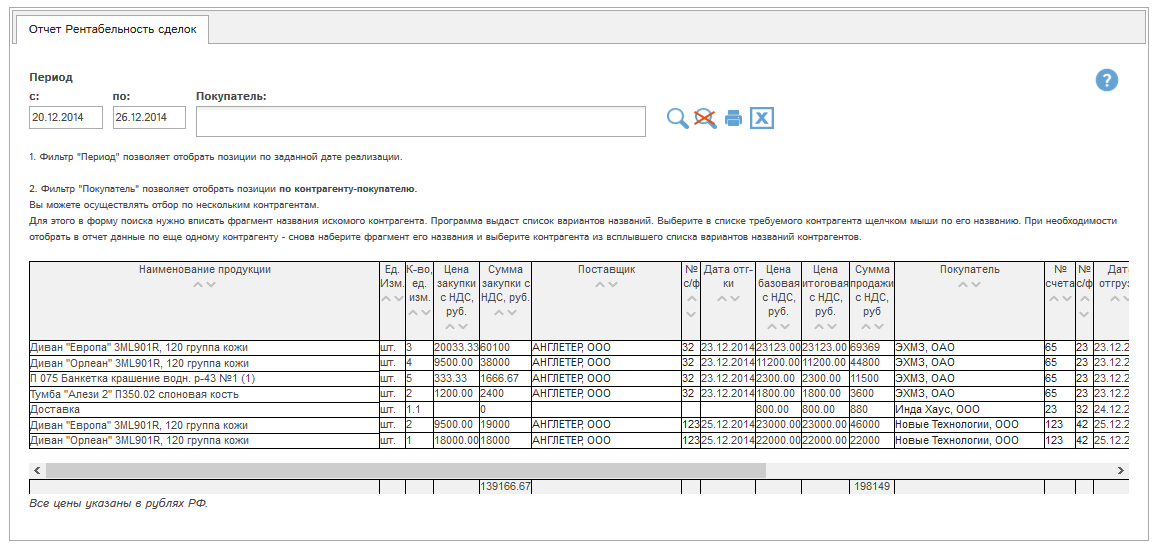 Отчет Рентабельность сделок
Период
с: по: Покупатель:
20.12.2014 26.12.2014
1. Фильтр "Период" позволяет отобрать позиции по заданной дате реализации.
2. Фильтр "Покупатель" позволяет отобрать позиции по контрагенту-покупателю.
Вы можете осуществлять отбор по нескольким контрагентам.
Для этого в форму поиска нужно вписать фрагмент названия искомого контрагента. Программа выдаст список вариантов названий. Выберите в списке требуемого контрагента щелчком мыши по его названию. При необходимости
отобрать в отчет данные по еще одному контрагенту - снова наберите фрагмент его названия и выберите контрагента из всплывшего списка вариантов названий контрагентов.
Наименование продукции Ед. К-во, Цена Сумма Поставщик № Дата отг- Цена Цена Сумма Покупатель № № Дата
Изм. ед. закупки закупки с с/ф ки базовая итоговая продажи счета с/ф отгруз
изм. с НДС, НДС, руб. с НДС, с НДС, с НДС,
руб. руб. руб. руб
Диван "Европа" 3ML901R, 120 группа кожи шт. 3 20033.33 60100 АНГЛЕТЕР, ООО 32 23.12.2014 23123.00 23123.00 69369 ЭХМЗ, ОАО 65 23 23.12.2
Диван "Орлеан" 3ML901R, 120 группа кожи шт. 4 9500.00 38000 АНГЛЕТЕР, ООО 32 23.12.2014 11200.00 11200.00 44800 ЭХМЗ, ОАО 65 23 23.12.2
П 075 Банкетка крашение водн. р-43 №1 (1) шт. 5 333.33 1666.67 АНГЛЕТЕР, ООО 32 23.12.2014 2300.00 2300.00 11500 ЭХМЗ, ОАО 65 23 23.12.2
Тумба "Алези 2" П350.02 слоновая кость шт. 2 1200.00 2400 АНГЛЕТЕР, ООО 32 23.12.2014 1800.00 1800.00 3600 ЭХМЗ, ОАО 65 23 23.12.2
Доставка шт. 1.1 0 800.00 800.00 880 Инда Хаус, ООО 23 32 24.12.2
Диван "Европа" 3ML901R, 120 группа кожи шт. 2 9500.00 19000 АНГЛЕТЕР, ООО 123 25.12.2014 23000.00 23000.00 46000 Новые Технологии, ООО 123 42 25.12.2
Диван "Орлеан" 3ML901R, 120 группа кожи шт. 1 18000.00 18000 АНГЛЕТЕР, ООО 123 25.12.2014 22000.00 22000.00 22000 Новые Технологии, ООО 123 42 25.12.2
139166.67 198149
Все цены указаны в рублях РФ.